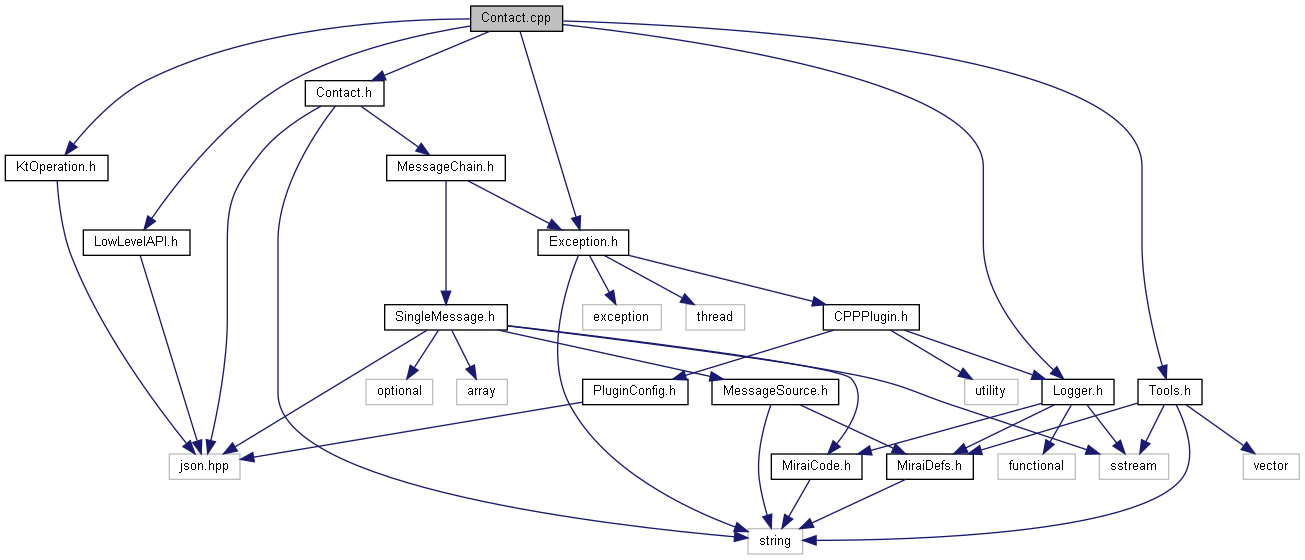 Contact.cpp
Contact.h
KtOperation.h
MessageChain.h
LowLevelAPI.h
Exception.h
SingleMessage.h
exception
thread
CPPPlugin.h
optional
array
PluginConfig.h
MessageSource.h
utility
Logger.h
Tools.h
json.hpp
MiraiCode.h
MiraiDefs.h
functional
sstream
vector
string